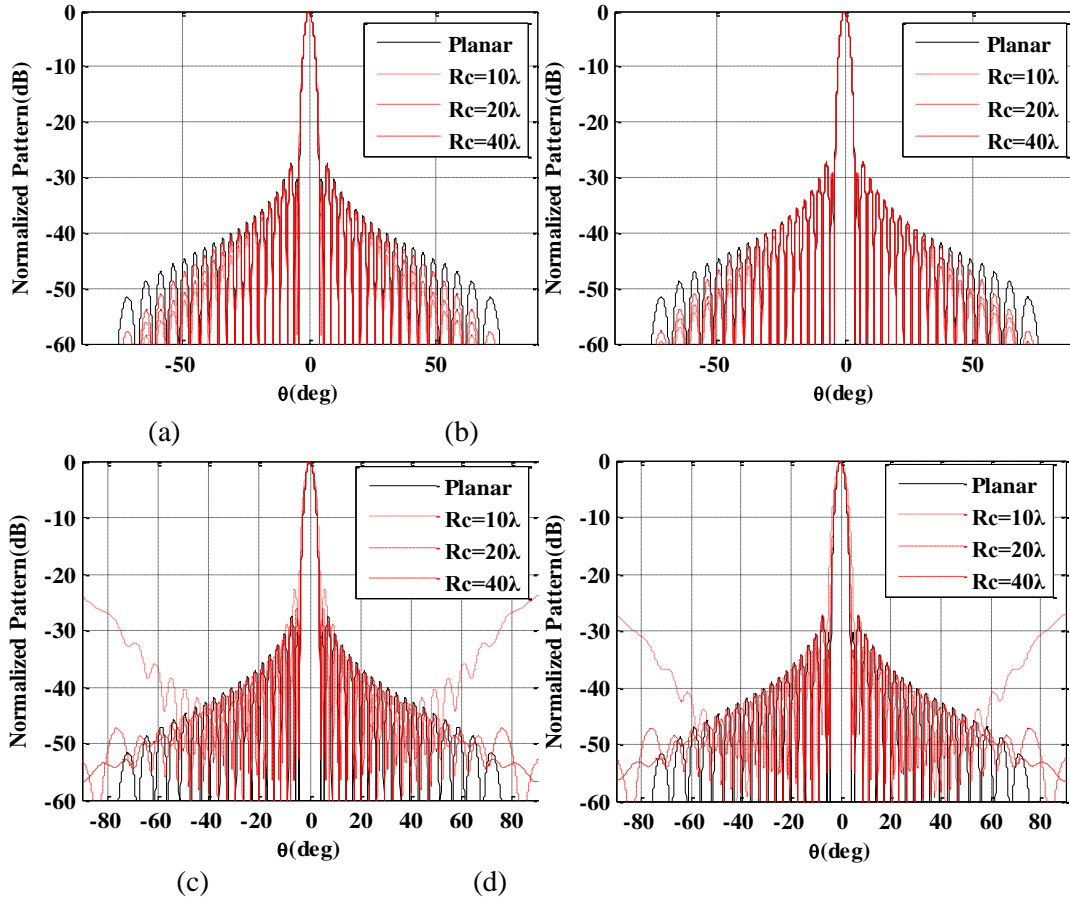 0
-10
-20
-30
-40
-50
-60
Normalized Pattern(dB)
Planar
Rc=10λ
Rc=20λ
Rc=40λ
-50
0
50
θ(deg)
(a)
0
-10
-20
-30
-40
-50
-60
Normalized Pattern(dB)
Planar
Rc=10λ
Rc=20λ
Rc=40λ
-50
0
50
θ(deg)
(b)
0
-10
-20
-30
-40
-50
-60
Normalized Pattern(dB)
Planar
Rc=10λ
Rc=20λ
Rc=40λ
-80 -60 -40 -20 0 20 40 60 80
θ(deg)
(c)
0
-10
-20
-30
-40
-50
-60
Normalized Pattern(dB)
Planar
Rc=10λ
Rc=20λ
Rc=40λ
-80 -60 -40 -20 0 20 40 60 80
θ(deg)
(d)